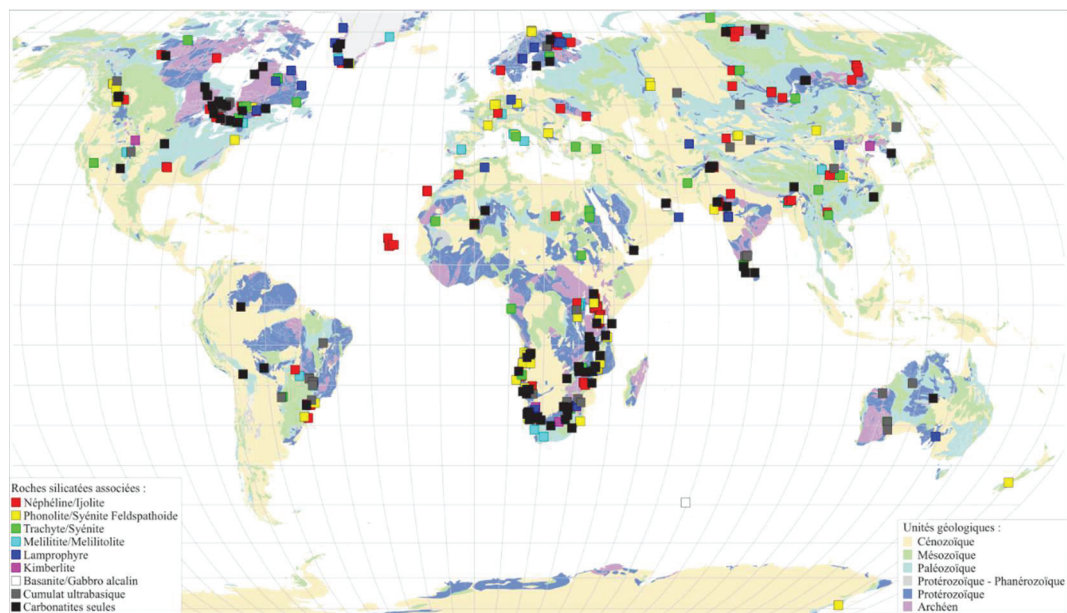 Roches silicatées associées :
Néphéline/Ijolite
Phonolite/Syénite Feldspathoide
Trachyte/Syénite
Melilitite/Melilitolite
Lamprophyre
Kimberlite
Basanite/Gabbro alcalin
Cumulat ultrabasique
Carbonatites seules
Unités géologiques :
Cénozoïque
Mésozoïque
Paléozoïque
Protérozoïque - Phanérozoïque
Protérozoïque
Archéen